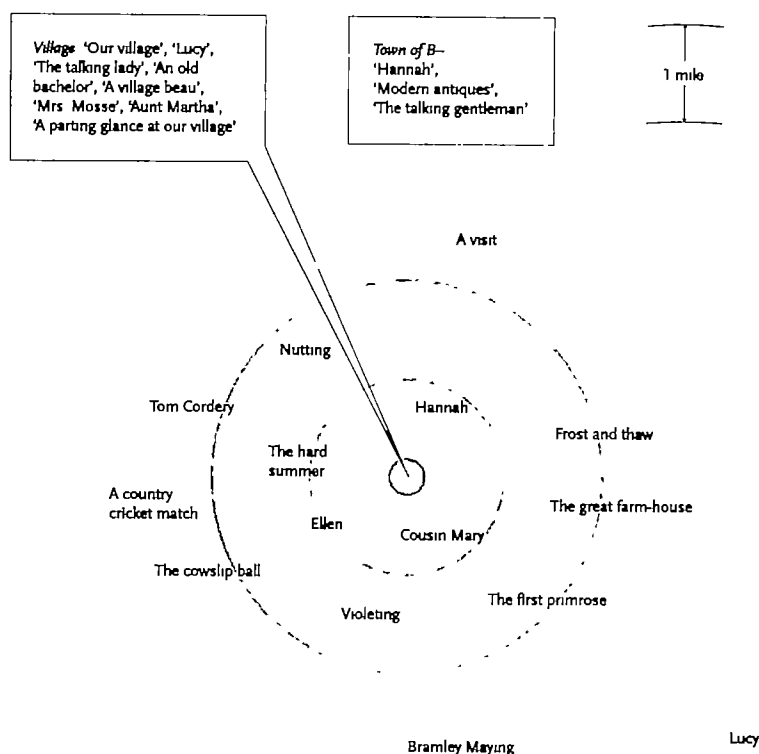 Village 'Our village', 'Lucy',
'The talking lady', 'An old
bachelor', 'A village beau',
'Mrs Mosse', 'Aunt Martha',
'A parting glance at our village'
Town of B–
'Hannah',
'Modern antiques',
'The talking gentleman'
1 mile
A visit
Nutting
Tom Cordery
Hannah
Frost and thaw
The hard
summer
A country
cricket match
The great farm-house
Ellen
Cousin Mary
The cowslip ball
The first primrose
Violeting
Lucy
Bramley Maying